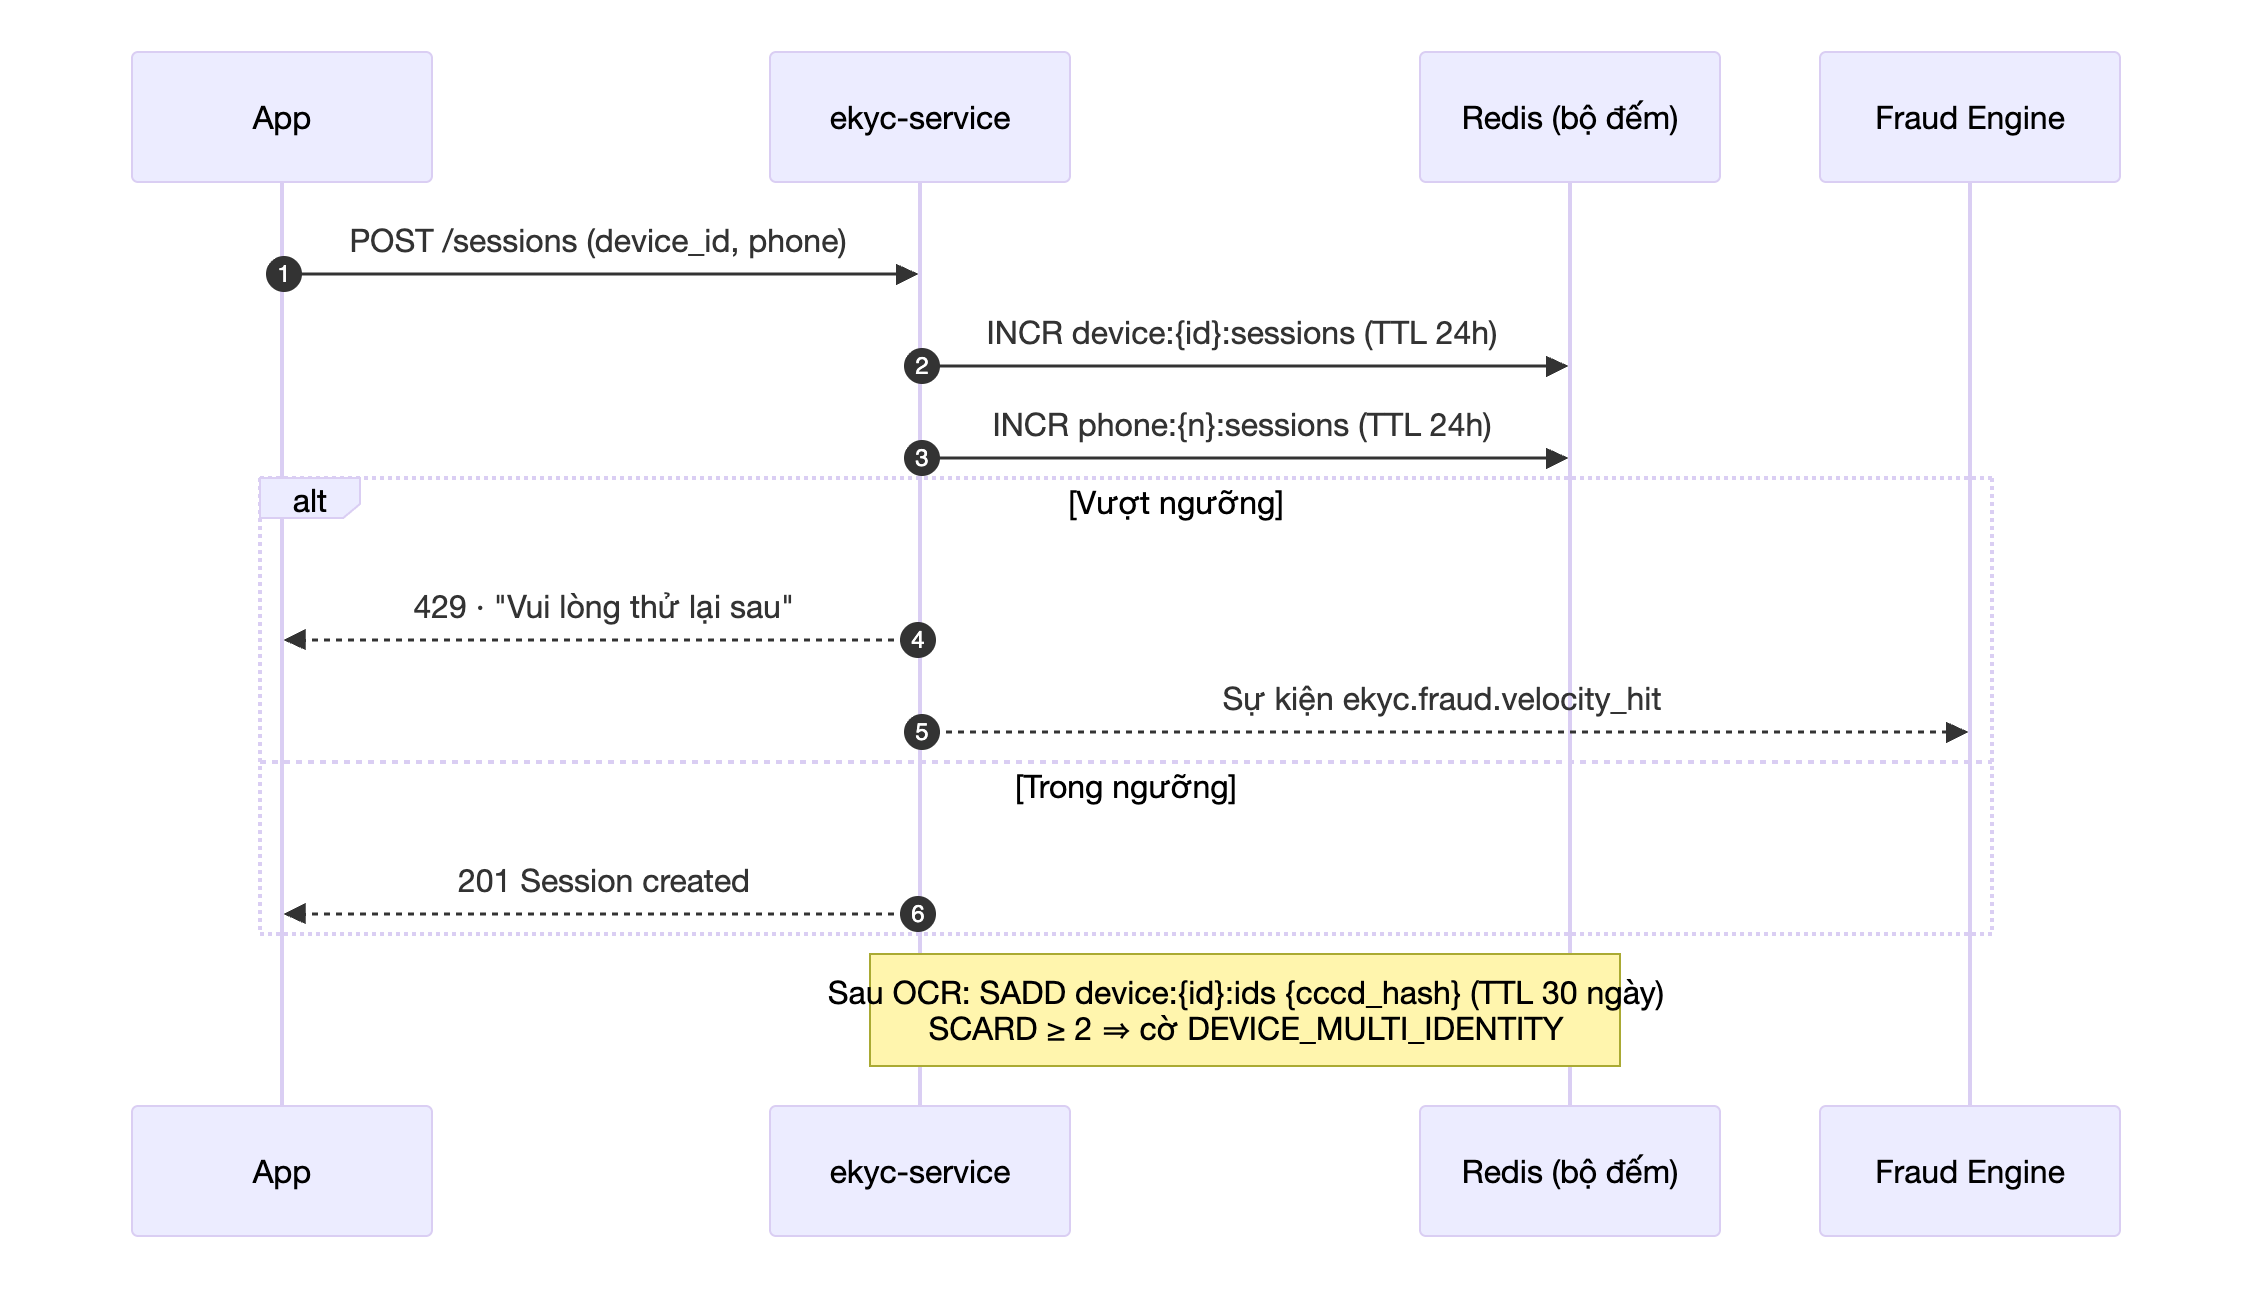 App
ekyc-service
Redis (bộ đếm)
Fraud Engine
POST /sessions (device_id, phone)
1
INCR device:{id}:sessions (TTL 24h)
2
INCR phone:{n}:sessions (TTL 24h)
3
alt
[Vượt ngưỡng]
429 · "Vui lòng thử lại sau"
4
Sự kiện ekyc.fraud.velocity_hit
5
[Trong ngưỡng]
201 Session created
6
Sau OCR: SADD device:{id}:ids {cccd_hash} (TTL 30 ngày)
SCARD ≥ 2 ⇒ cờ DEVICE_MULTI_IDENTITY
App
ekyc-service
Redis (bộ đếm)
Fraud Engine